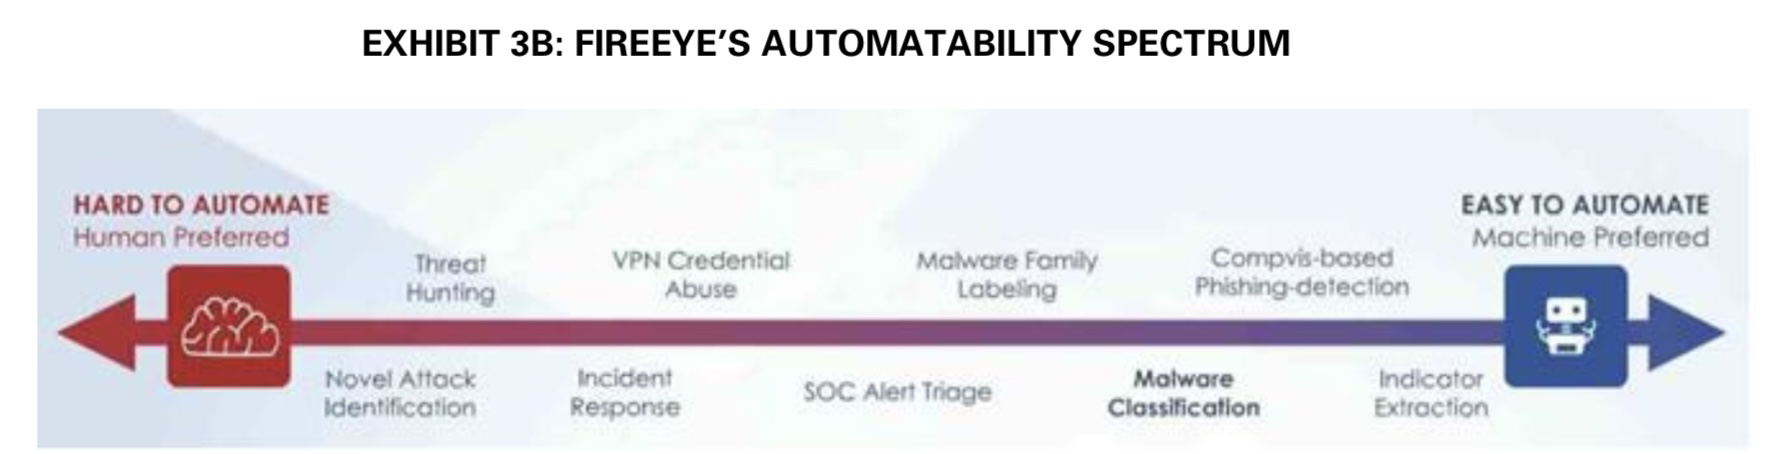 EXHIBIT 3B: FIREEYE'S AUTOMATABILITY SPECTRUM
HARD TO AUTOMATE
Human Preferred
EASY TO AUTOMATE
Machine Preferred
Threat
Hunting
VPN Credential
Abuse
Malware Family
Labeling
Compvis-based
Phishing-detection
Novel Attack
Identification
Incident
Response
SOC Alert Triage
Malware
Classification
Indicator
Extraction